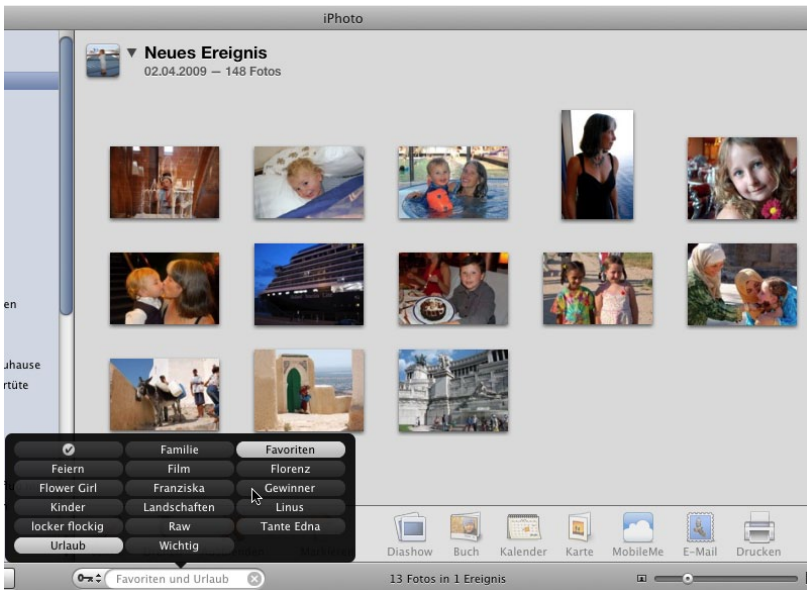 iPhoto
Neues Ereignis
02.04.2009 — 148 Fotos
en
uhause
rtüte
Familie Favoriten
Feiern Film Florenz
Flower Girl Franziska Gewinner
Kinder Landschaften Linus
locker flockig Raw Tante Edna
Urlaub Wichtig
Diashow Buch Kalender Karte MobileMe E-Mail Drucken
Favoriten und Urlaub
13 Fotos in 1 Ereignis